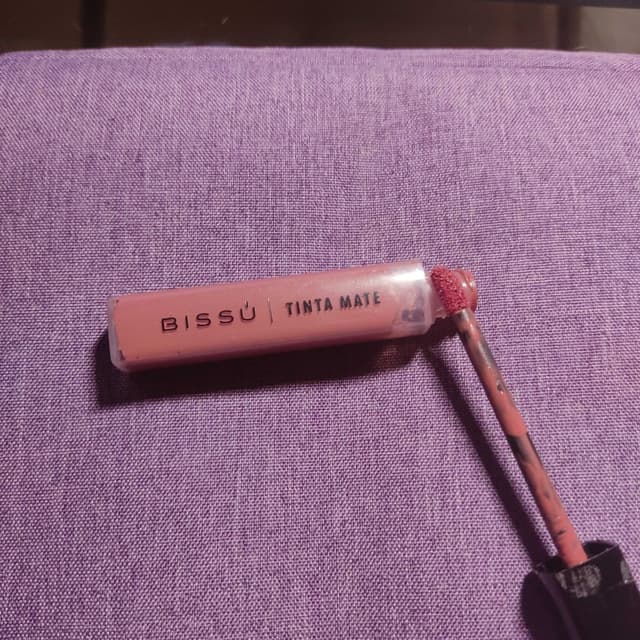 BISSÚ | TINTA MATE